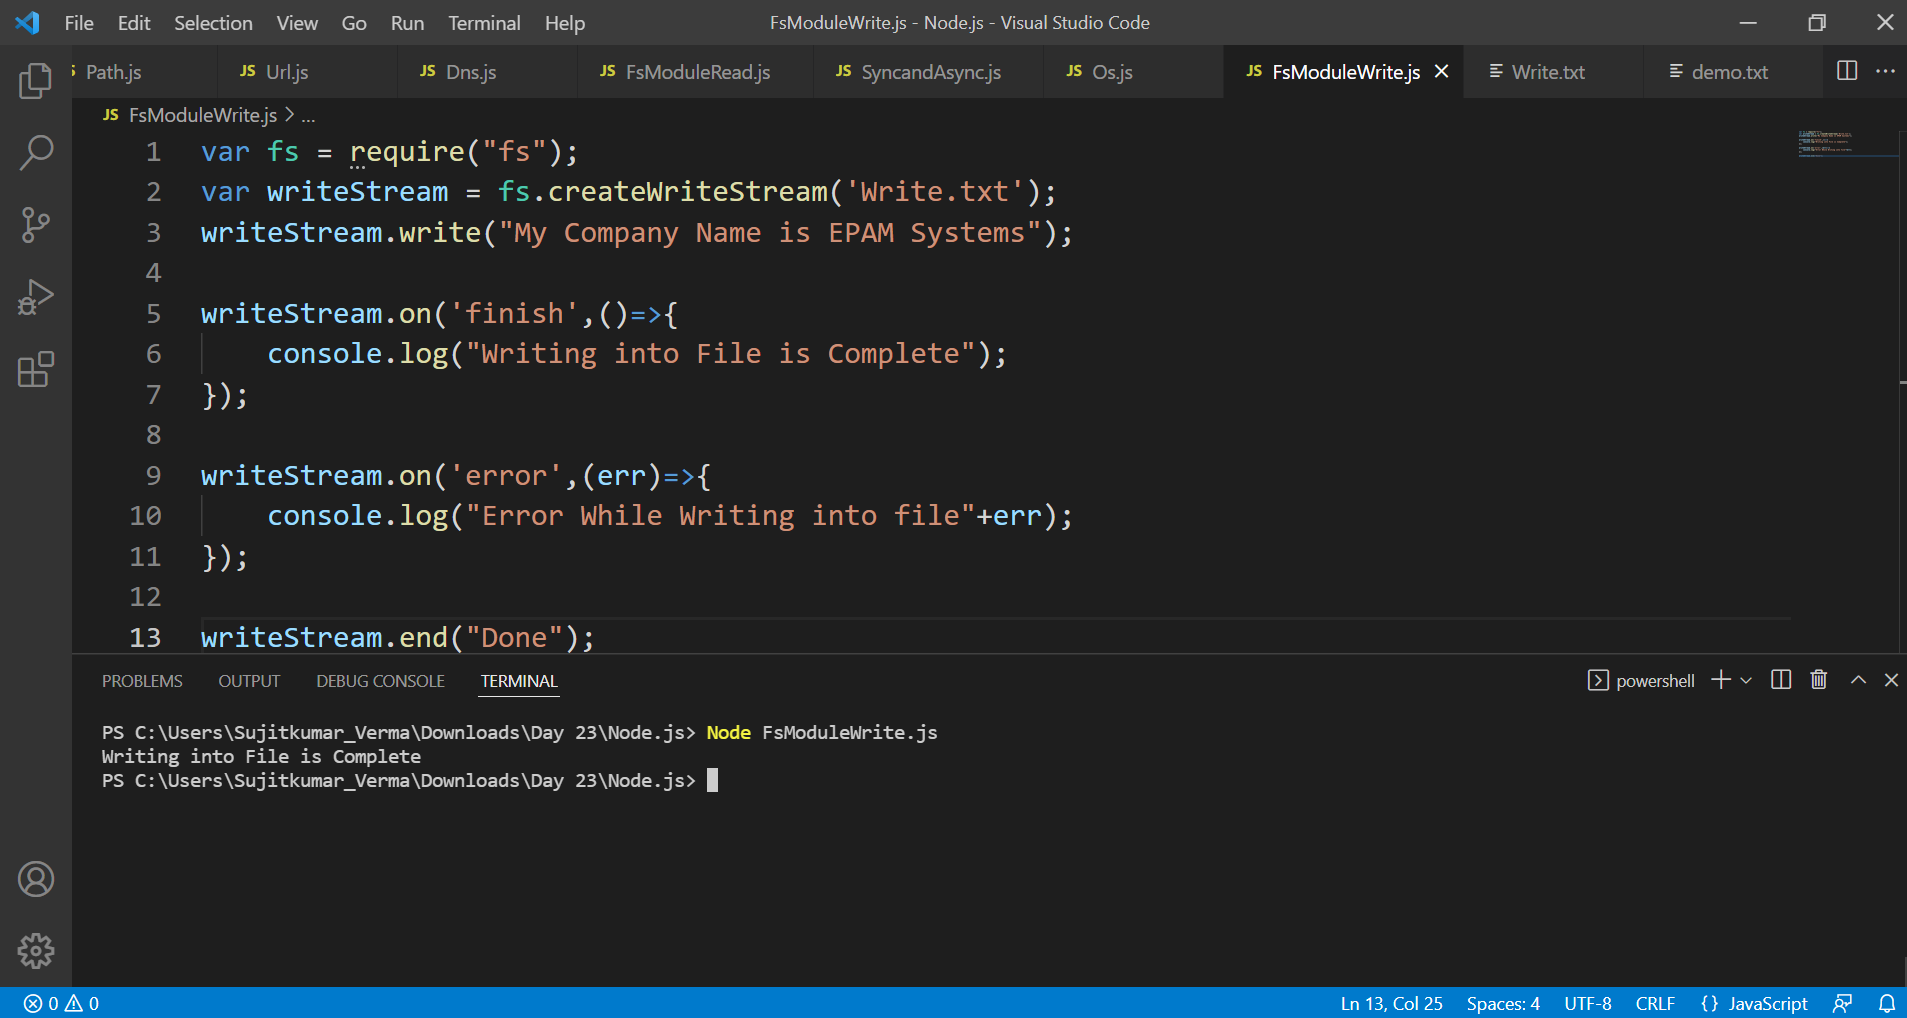 File Edit Selection View Go Run Terminal Help FsModuleWrite.js - Node.js - Visual Studio Code
Path.js JS Url.js JS Dns.js JS FsModuleRead.js JS SyncandAsync.js JS Os.js JS FsModuleWrite.js Write.txt demo.txt
JS FsModuleWrite.js > ...
1 var fs = require("fs");
2 var writeStream = fs.createWriteStream('Write.txt');
3 writeStream.write("My Company Name is EPAM Systems");
4
5 writeStream.on('finish',()=>{
6 console.log("Writing into File is Complete");
7 });
8
9 writeStream.on('error',(err)=>{
10 console.log("Error While Writing into file"+err);
11 });
12
13 writeStream.end("Done");
PROBLEMS OUTPUT DEBUG CONSOLE TERMINAL powershell
PS C:\Users\Sujitkumar_Verma\Downloads\Day 23\Node.js> Node FsModuleWrite.js
Writing into File is Complete
PS C:\Users\Sujitkumar_Verma\Downloads\Day 23\Node.js>
0 0 Ln 13, Col 25 Spaces: 4 UTF-8 CRLF {} JavaScript